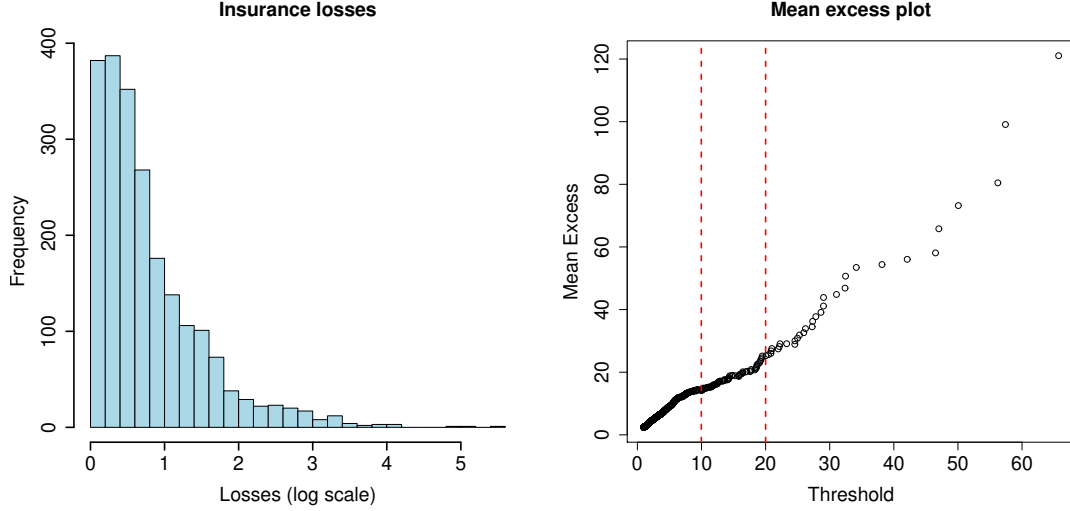 Insurance losses
Frequency
400
300
200
100
0
0 1 2 3 4 5
Losses (log scale)
Mean excess plot
Mean Excess
120
100
80
60
40
20
0
0 10 20 30 40 50 60
Threshold